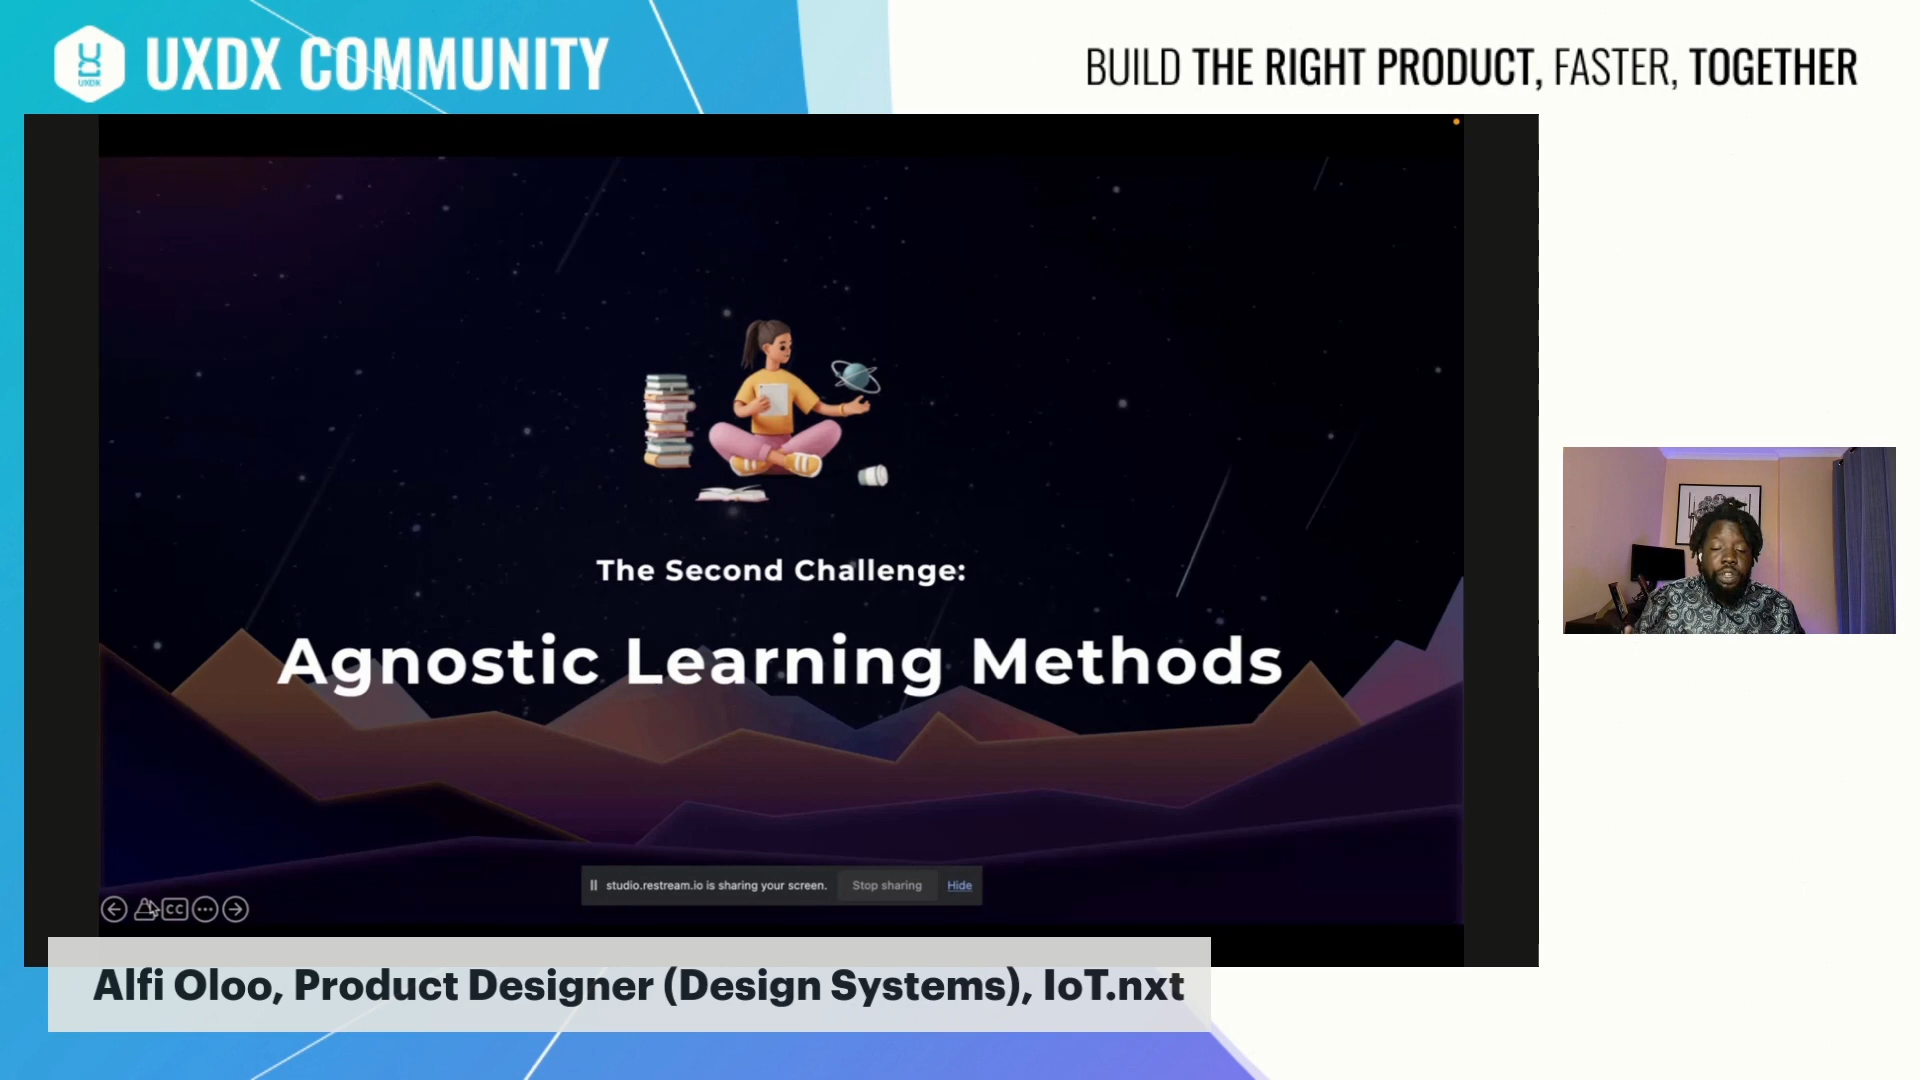 UXDX
UXDX COMMUNITY
BUILD THE RIGHT PRODUCT, FASTER, TOGETHER
The Second Challenge:
Agnostic Learning Methods
studio.restream.io is sharing your screen.
Stop sharing
Hide
CC
Alfi Oloo, Product Designer (Design Systems), IoT.nxt